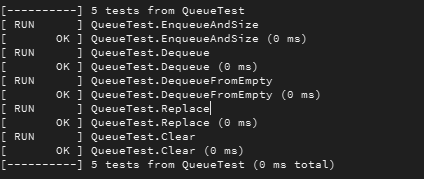 [----------] 5 tests from QueueTest
[ RUN      ] QueueTest.EnqueueAndSize
[       OK ] QueueTest.EnqueueAndSize (0 ms)
[ RUN      ] QueueTest.Dequeue
[       OK ] QueueTest.Dequeue (0 ms)
[ RUN      ] QueueTest.DequeueFromEmpty
[       OK ] QueueTest.DequeueFromEmpty (0 ms)
[ RUN      ] QueueTest.Replace
[       OK ] QueueTest.Replace (0 ms)
[ RUN      ] QueueTest.Clear
[       OK ] QueueTest.Clear (0 ms)
[----------] 5 tests from QueueTest (0 ms total)